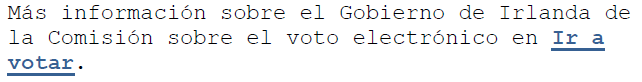 Más información sobre el Gobierno de Irlanda de
la Comisión sobre el voto electrónico en Ir a
votar.